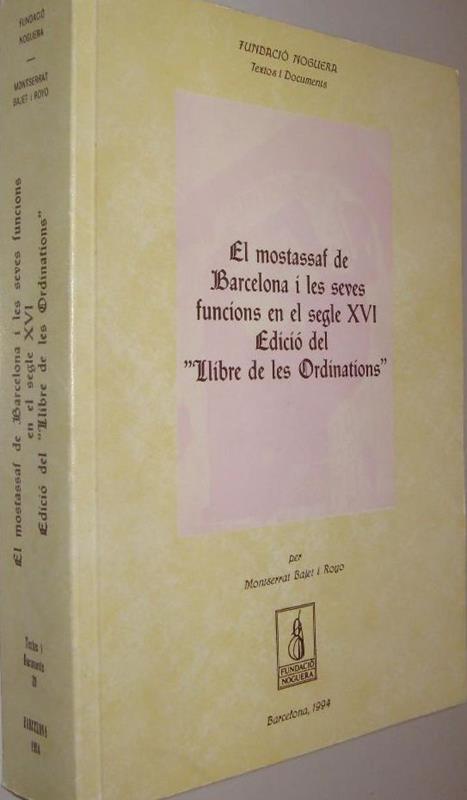 FUNDACIÓ NOGUERA
Textos i Documents
El mostassaf de
Barcelona i les seves
funcions en el segle XVI
Edició del
"Llibre de les Ordinations"
per
Montserrat Bajet i Royo
FUNDACIÓ
NOGUERA
Barcelona, 1994
FUNDACIÓ
NOGUERA
MONTSERRAT
BAJET I ROYO
El mostassaf de Barcelona i les seves funcions
en el segle XVI
Edició del "Llibre de les Ordinations"
Textos i
Documents
BARCELONA
1994